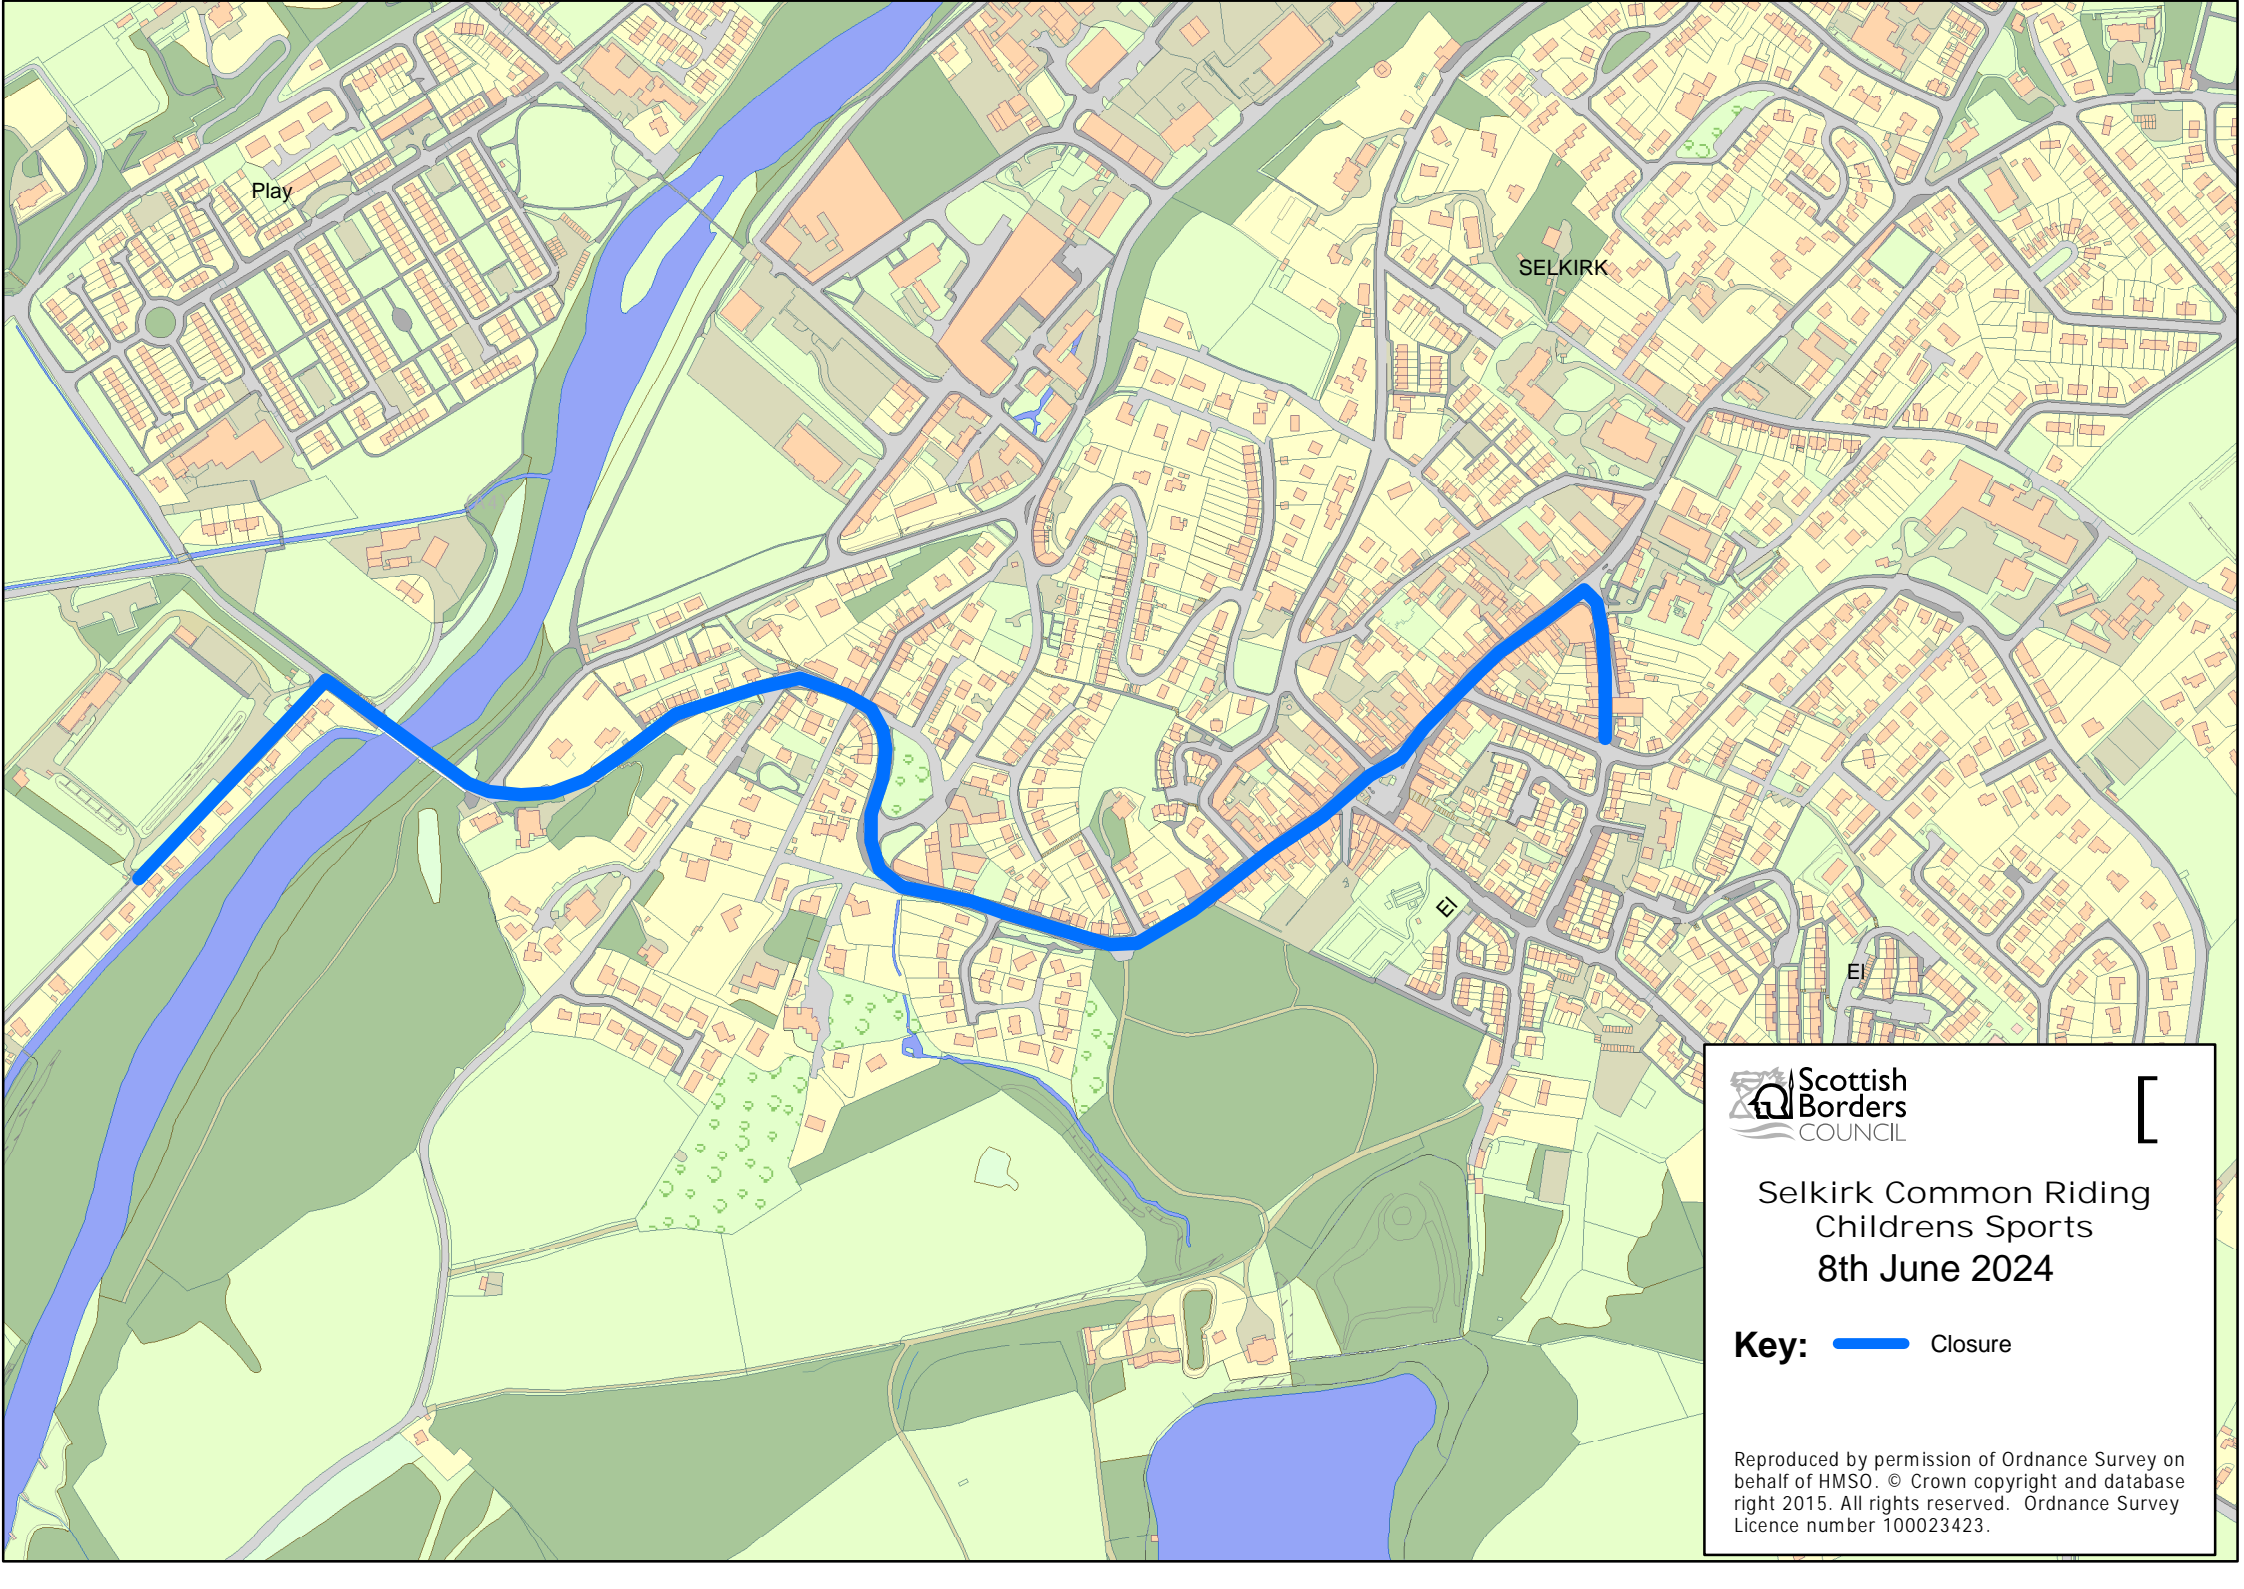 Play
SELKIRK
El
El
Scottish
Borders
COUNCIL
[
Selkirk Common Riding
Childrens Sports
8th June 2024
Key:
Closure
Reproduced by permission of Ordnance Survey on
behalf of HMSO. © Crown copyright and database
right 2015. All rights reserved. Ordnance Survey
Licence number 100023423.